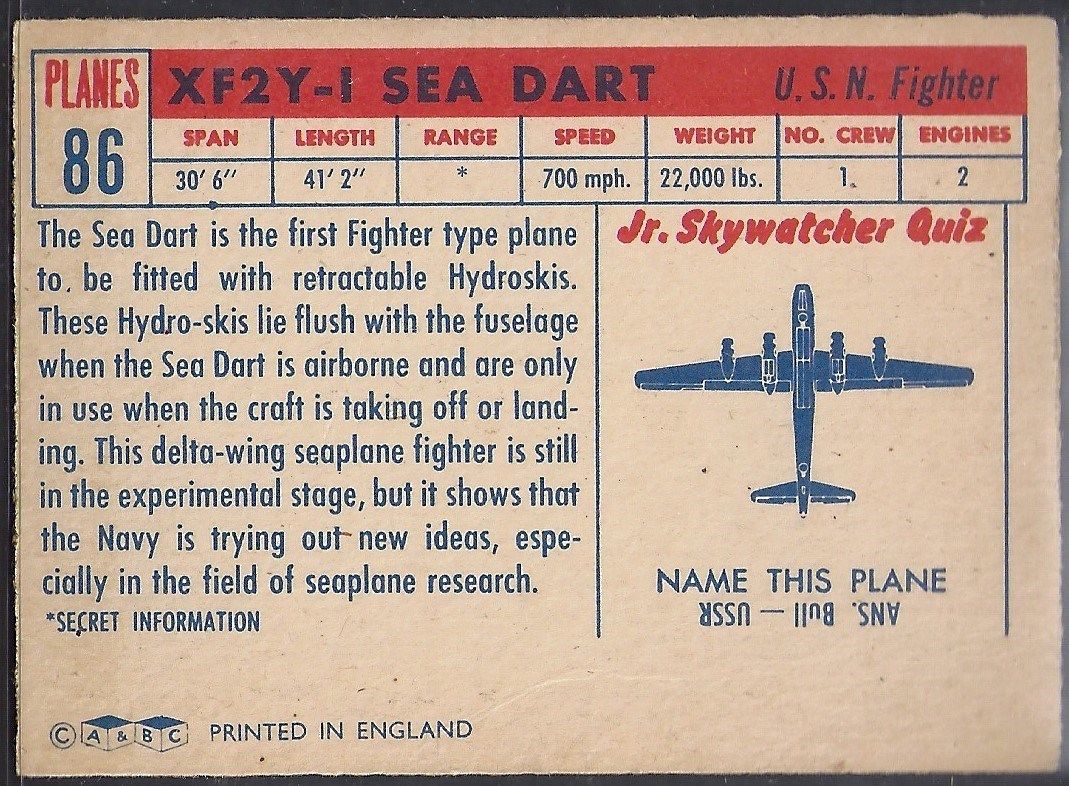 PLANES
86
XF2Y-1 SEA DART
U.S.N. Fighter
SPAN LENGTH RANGE SPEED WEIGHT NO. CREW ENGINES
30' 6" 41' 2" * 700 mph. 22,000 lbs. 1 2
The Sea Dart is the first Fighter type plane
to be fitted with retractable Hydroskis.
These Hydro-skis lie flush with the fuselage
when the Sea Dart is airborne and are only
in use when the craft is taking off or land-
ing. This delta-wing seaplane fighter is still
in the experimental stage, but it shows that
the Navy is trying out new ideas, espe-
cially in the field of seaplane research.
*SECRET INFORMATION
Jr. Skywatcher Quiz
NAME THIS PLANE
ANS. Bull — USSR
© A & B C PRINTED IN ENGLAND